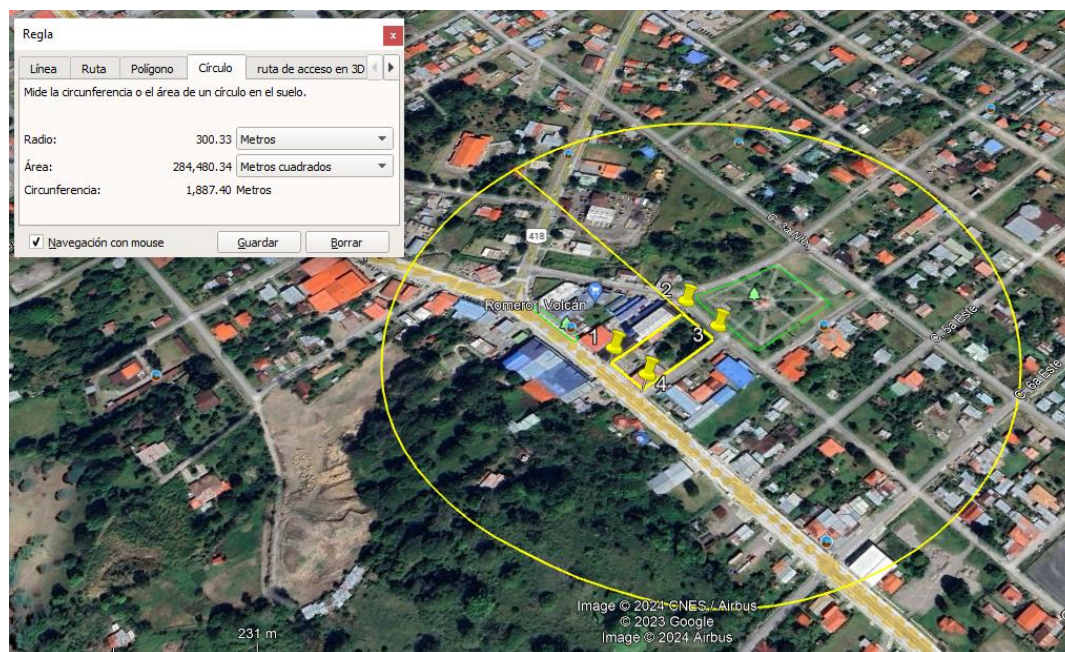 Regla
x
Línea
Ruta
Polígono
Círculo
ruta de acceso en 3D
Mide la circunferencia o el área de un círculo en el suelo.
Radio:
300.33
Metros
Área:
284,480.34
Metros cuadrados
Circunferencia:
1,887.40
Metros
Navegación con mouse
Guardar
Borrar
418
C. 5a Este
C. 6a Este
Romero | Volcán
2
1
3
4
231 m
Image © 2024 CNES / Airbus
© 2023 Google
Image © 2024 Airbus